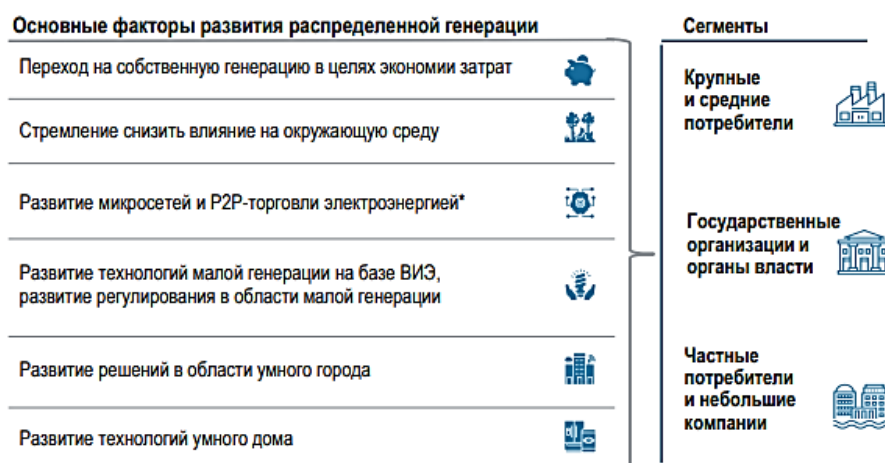 Основные факторы развития распределенной генерации
Переход на собственную генерацию в целях экономии затрат
Стремление снизить влияние на окружающую среду
Развитие микросетей и P2P-торговли электроэнергией*
Развитие технологий малой генерации на базе ВИЭ,
развитие регулирования в области малой генерации
Развитие решений в области умного города
Развитие технологий умного дома
Сегменты
Крупные
и средние
потребители
Государственные
организации и
органы власти
Частные
потребители
и небольшие
компании